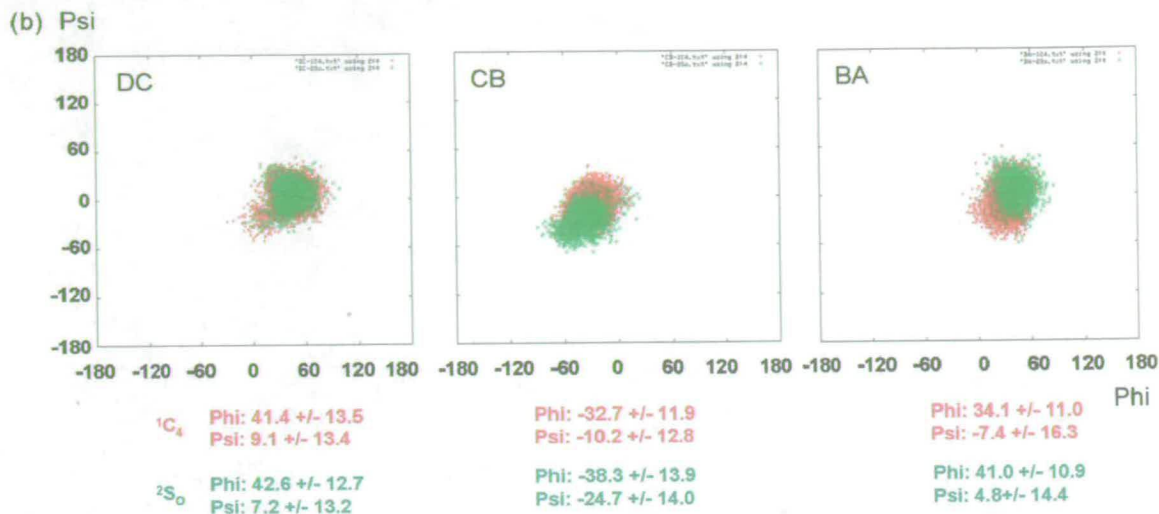 (b) Psi
180
120
60
0
-60
-120
-180
DC
CB
BA
-180 -120 -60 0 60 120 180
-180 -120 -60 0 60 120 180
-180 -120 -60 0 60 120 180
Phi
¹C₄
Phi: 41.4 +/- 13.5
Psi: 9.1 +/- 13.4
Phi: -32.7 +/- 11.9
Psi: -10.2 +/- 12.8
Phi: 34.1 +/- 11.0
Psi: -7.4 +/- 16.3
²S₀
Phi: 42.6 +/- 12.7
Psi: 7.2 +/- 13.2
Phi: -38.3 +/- 13.9
Psi: -24.7 +/- 14.0
Phi: 41.0 +/- 10.9
Psi: 4.8+/- 14.4